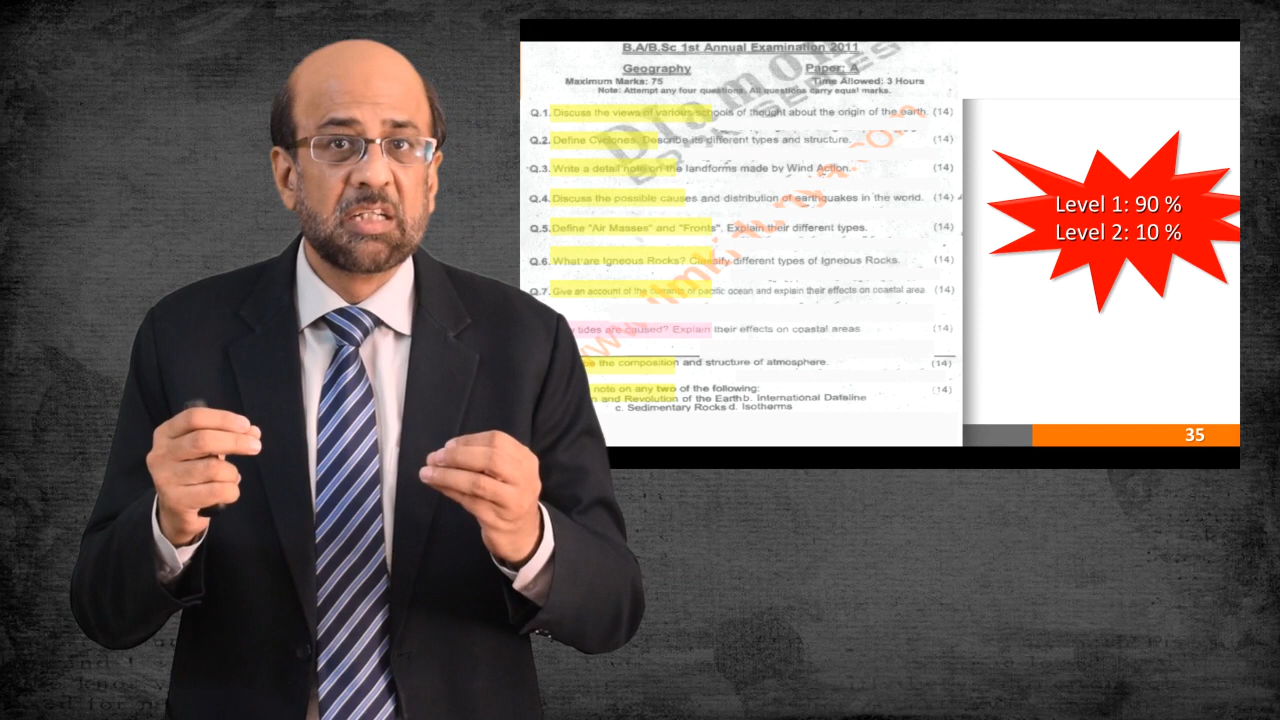 B.A/B.Sc 1st Annual Examination 2011
Geography Paper: A
Maximum Marks: 75 Time Allowed: 3 Hours
Note: Attempt any four questions. All questions carry equal marks.
Q.1. Discuss the views of various schools of thought about the origin of the earth. (14)
Q.2. Define Cyclones. Describe its different types and structure. (14)
Q.3. Write a detail note on the landforms made by Wind Action. (14)
Q.4. Discuss the possible causes and distribution of earthquakes in the world. (14)
Q.5. Define "Air Masses" and "Fronts". Explain their different types. (14)
Q.6. What are Igneous Rocks? Classify different types of Igneous Rocks. (14)
Q.7. Give an account of the currents of pacific ocean and explain their effects on coastal area (14)
tides are caused? Explain their effects on coastal areas (14)
the composition and structure of atmosphere. (14)
note on any two of the following: (14)
and Revolution of the Earth b. International Dateline
c. Sedimentary Rocks d. Isotherms
Level 1: 90 %
Level 2: 10 %
35